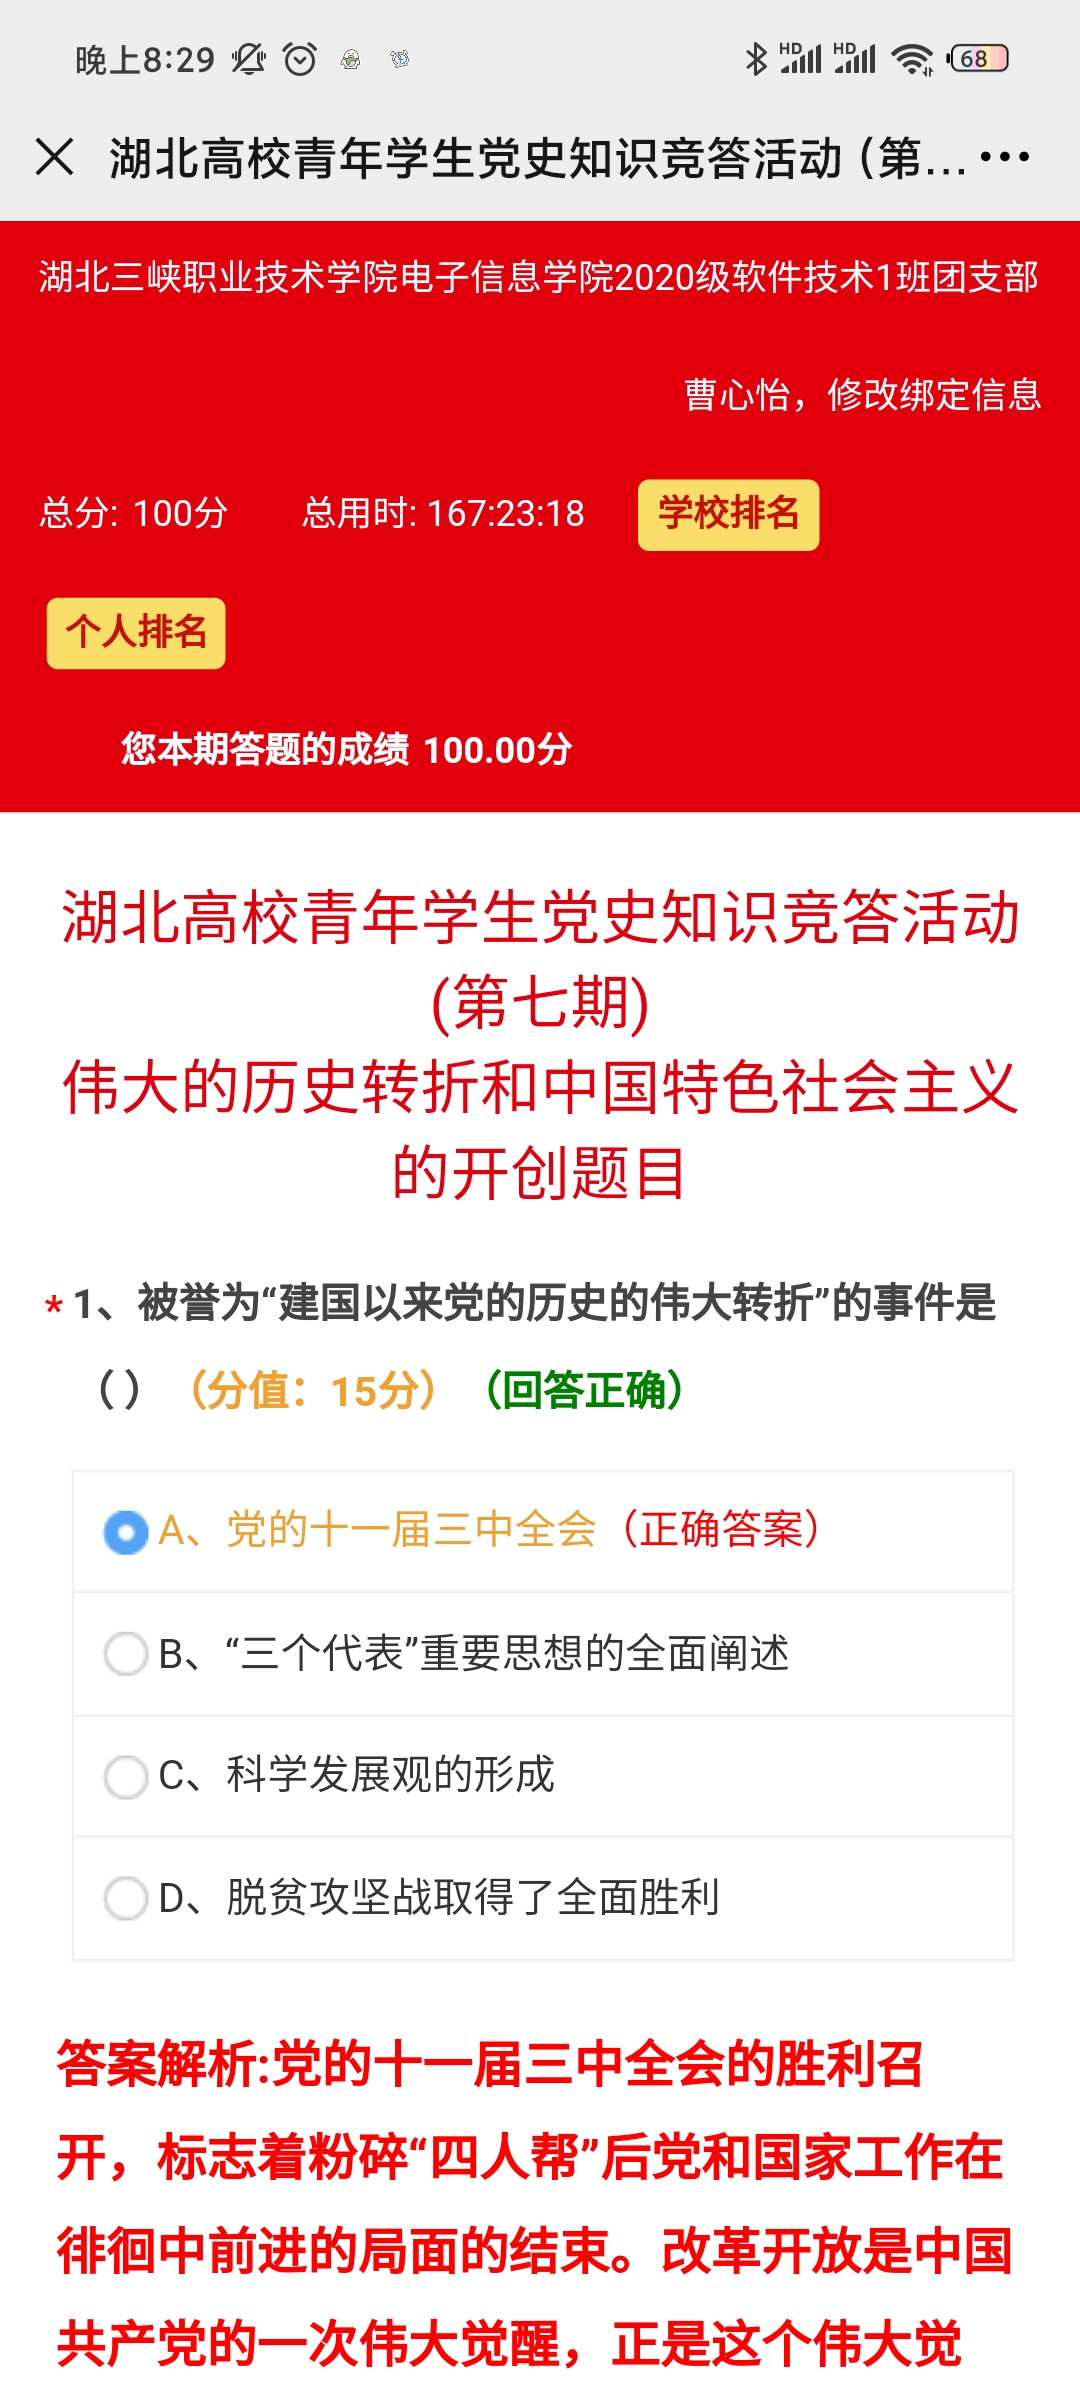 晚上8:29
HD HD 68
湖北高校青年学生党史知识竞答活动 (第... 
湖北三峡职业技术学院电子信息学院2020级软件技术1班团支部
曹心怡，修改绑定信息
总分: 100分 总用时: 167:23:18 学校排名
个人排名
您本期答题的成绩 100.00分
湖北高校青年学生党史知识竞答活动
(第七期)
伟大的历史转折和中国特色社会主义
的开创题目
* 1、被誉为“建国以来党的历史的伟大转折”的事件是
（）（分值：15分）（回答正确）
A、党的十一届三中全会（正确答案）
B、“三个代表”重要思想的全面阐述
C、科学发展观的形成
D、脱贫攻坚战取得了全面胜利
答案解析:党的十一届三中全会的胜利召
开，标志着粉碎“四人帮”后党和国家工作在
徘徊中前进的局面的结束。改革开放是中国
共产党的一次伟大觉醒，正是这个伟大觉